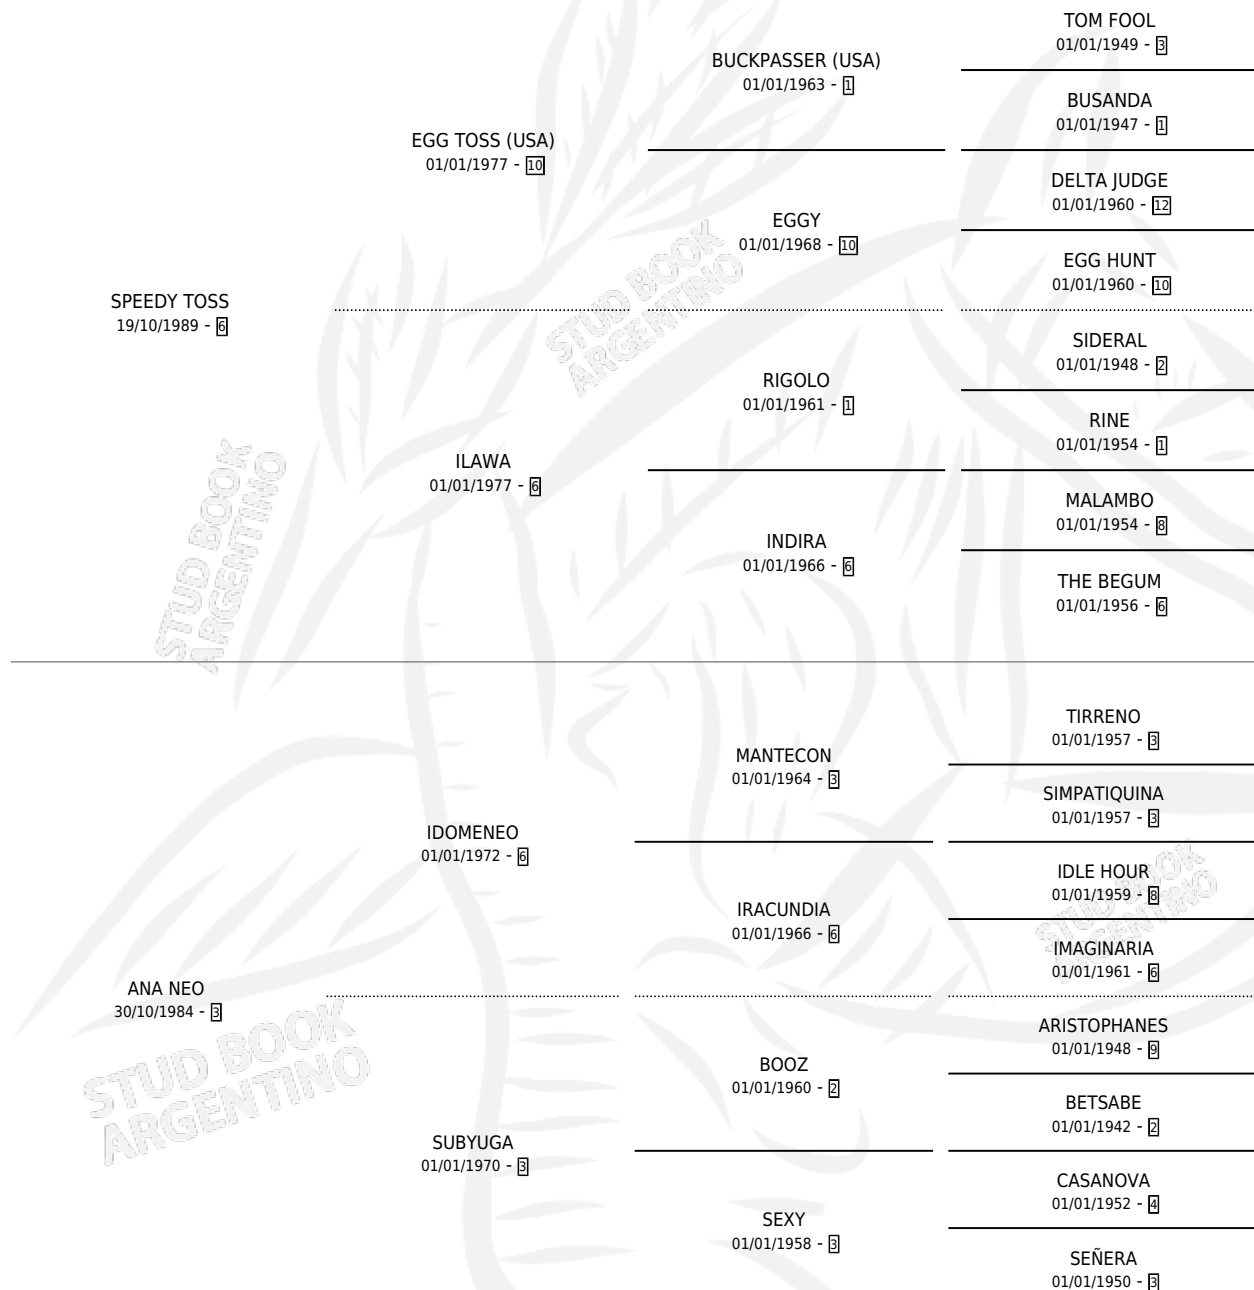 TOM FOOL
01/01/1949 - 3
BUCKPASSER (USA)
01/01/1963 - 1
BUSANDA
01/01/1947 - 1
EGG TOSS (USA)
01/01/1977 - 10
DELTA JUDGE
01/01/1960 - 12
EGGY
01/01/1968 - 10
EGG HUNT
01/01/1960 - 10
SPEEDY TOSS
19/10/1989 - 6
SIDERAL
01/01/1948 - 2
RIGOLO
01/01/1961 - 1
RINE
01/01/1954 - 1
ILAWA
01/01/1977 - 6
MALAMBO
01/01/1954 - 8
INDIRA
01/01/1966 - 6
THE BEGUM
01/01/1956 - 6
TIRRENO
01/01/1957 - 3
MANTECON
01/01/1964 - 3
SIMPATIQUINA
01/01/1957 - 3
IDOMENEO
01/01/1972 - 6
IDLE HOUR
01/01/1959 - 8
IRACUNDIA
01/01/1966 - 6
IMAGINARIA
01/01/1961 - 6
ANA NEO
30/10/1984 - 3
ARISTOPHANES
01/01/1948 - 9
BOOZ
01/01/1960 - 2
BETSABE
01/01/1942 - 2
SUBYUGA
01/01/1970 - 3
CASANOVA
01/01/1952 - 4
SEXY
01/01/1958 - 3
SEÑERA
01/01/1950 - 3
STUD BOOK
ARGENTINO
STUD BOOK
ARGENTINO
STUD BOOK
ARGENTINO
STUD BOOK
ARGENTINO